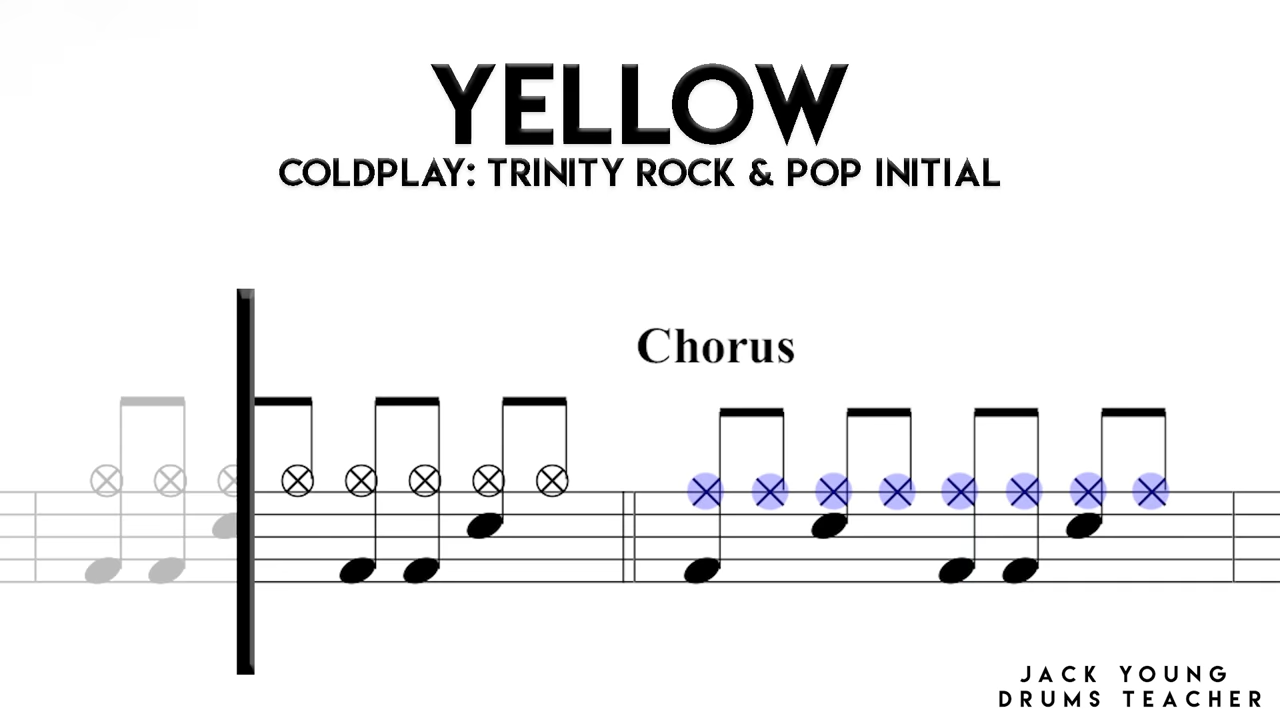 YELLOW
COLDPLAY: TRINITY ROCK & POP INITIAL
Chorus
JACK YOUNG
DRUMS TEACHER